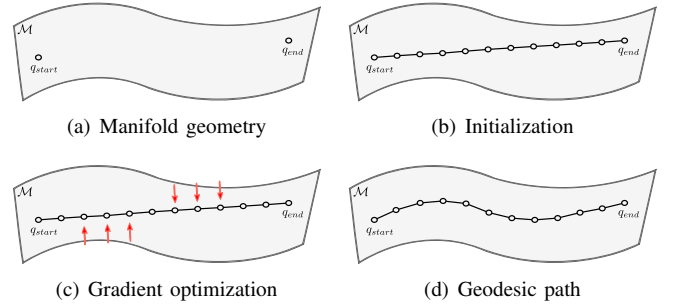 ℳ
q_start
q_end
(a) Manifold geometry
ℳ
q_start
q_end
(b) Initialization
ℳ
q_start
q_end
(c) Gradient optimization
ℳ
q_start
q_end
(d) Geodesic path